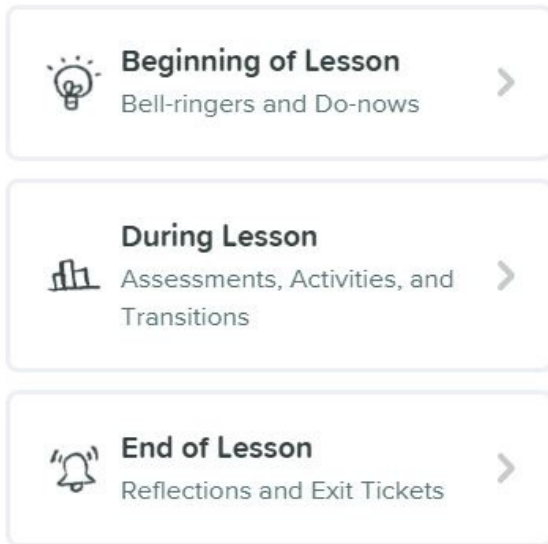 Beginning of Lesson
Bell-ringers and Do-nows
During Lesson
Assessments, Activities, and
Transitions
End of Lesson
Reflections and Exit Tickets